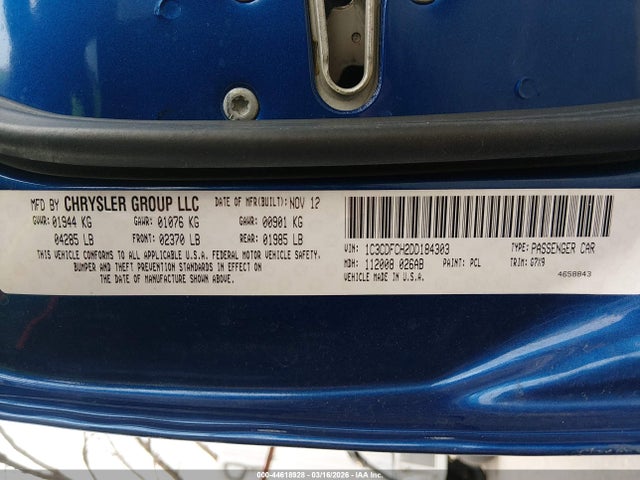 MFD BY CHRYSLER GROUP LLC DATE OF MFR(BUILT): NOV 12
GVWR: 01944 KG GAWR: 01076 KG GAWR: 00901 KG
04285 LB FRONT: 02370 LB REAR: 01985 LB
THIS VEHICLE CONFORMS TO ALL APPLICABLE U.S.A. FEDERAL MOTOR VEHICLE SAFETY,
BUMPER AND THEFT PREVENTION STANDARDS IN EFFECT ON
THE DATE OF MANUFACTURE SHOWN ABOVE.
VIN: 1C3CDFCH2DD184303 TYPE: PASSENGER CAR
MDH: 112008 026AB PAINT: PCL TRIM: G7X9
VEHICLE MADE IN U.S.A. 4658843
000-44618928 - 03/16/2026 - IAAI.COM